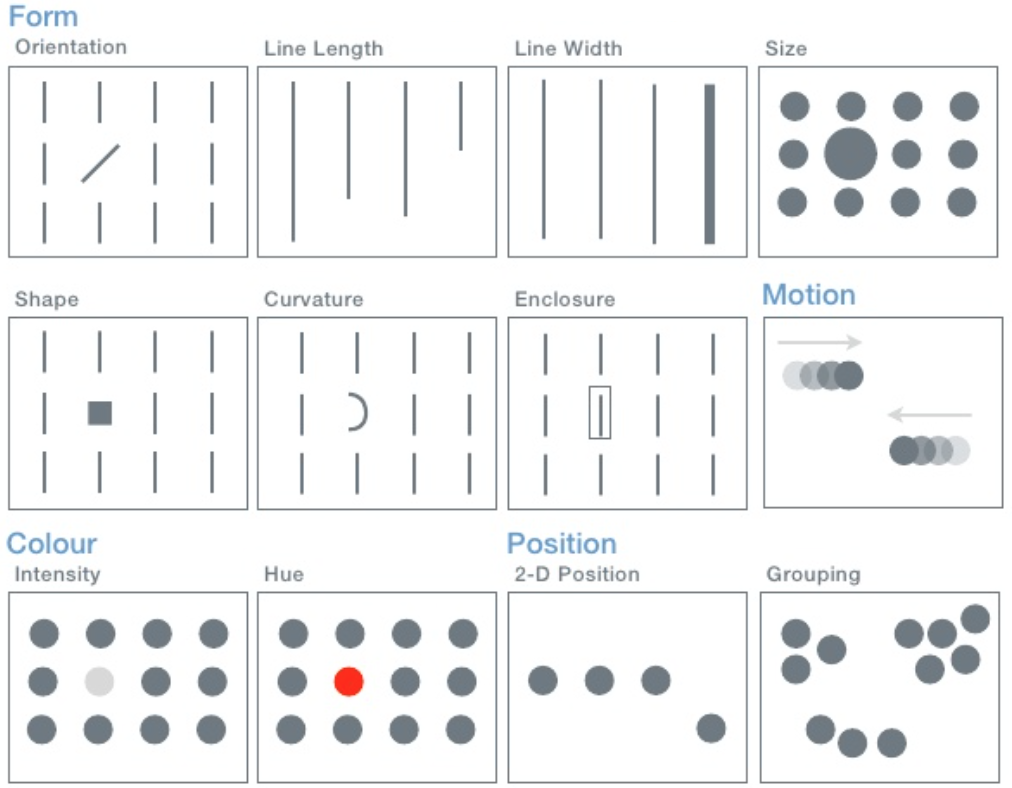 Form
Orientation
Line Length
Line Width
Size
Shape
Curvature
Enclosure
Motion
Colour
Intensity
Hue
Position
2-D Position
Grouping